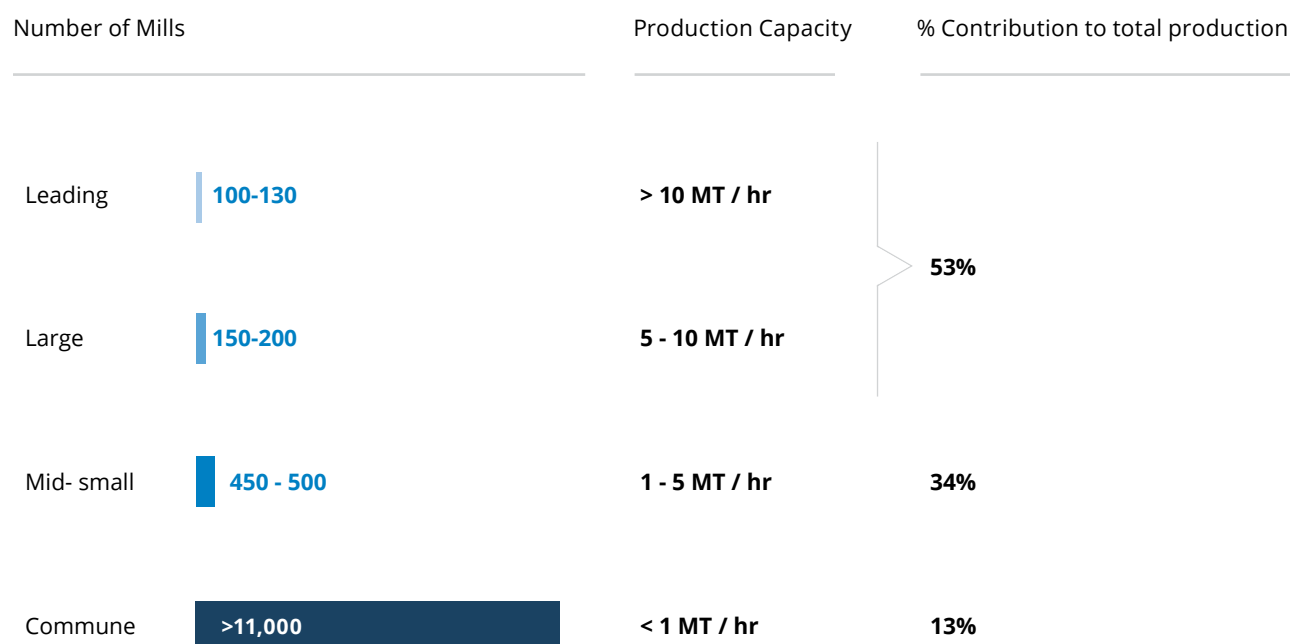 Number of Mills Production Capacity % Contribution to total production
Leading 100-130 > 10 MT / hr
53%
Large 150-200 5 - 10 MT / hr
Mid- small 450 - 500 1 - 5 MT / hr 34%
Commune >11,000 < 1 MT / hr 13%